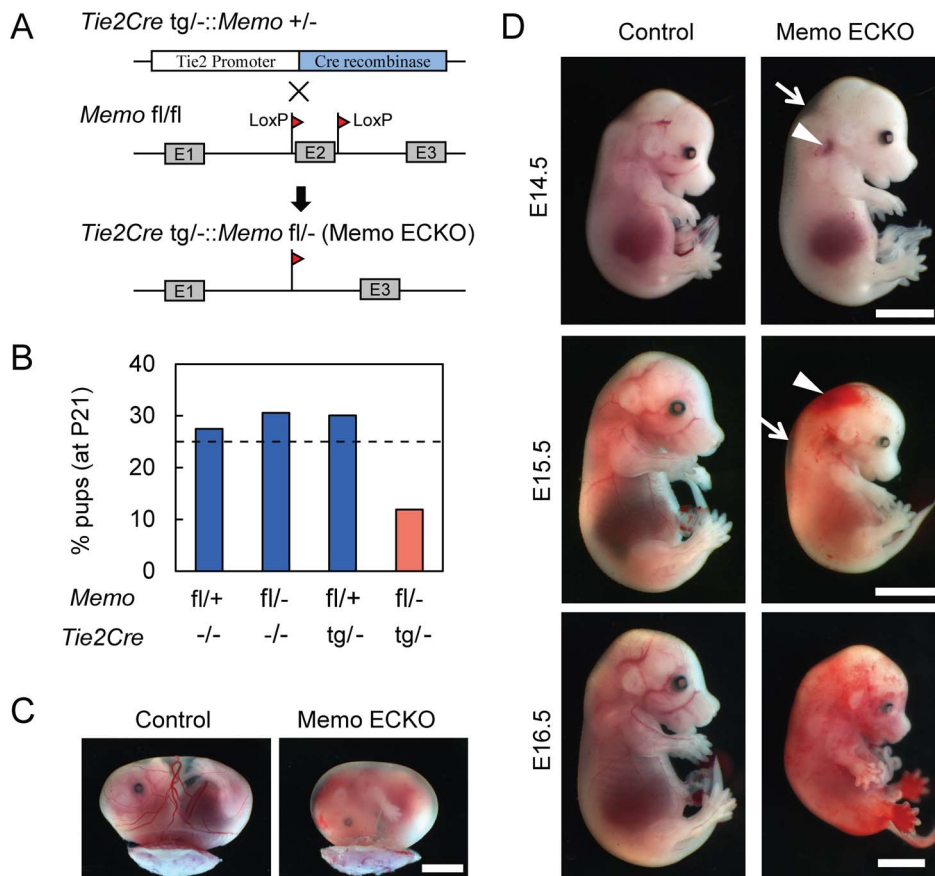 A
Tie2Cre tg/-::Memo +/-
Tie2 Promoter Cre recombinase
Memo fl/fl
LoxP LoxP
E1 E2 E3
Tie2Cre tg/-::Memo fl/- (Memo ECKO)
E1 E3
B
% pups (at P21)
40
30
20
10
0
Memo fl/+ fl/- fl/+ fl/-
Tie2Cre -/- -/- tg/- tg/-
C
Control Memo ECKO
D
Control Memo ECKO
E14.5
E15.5
E16.5